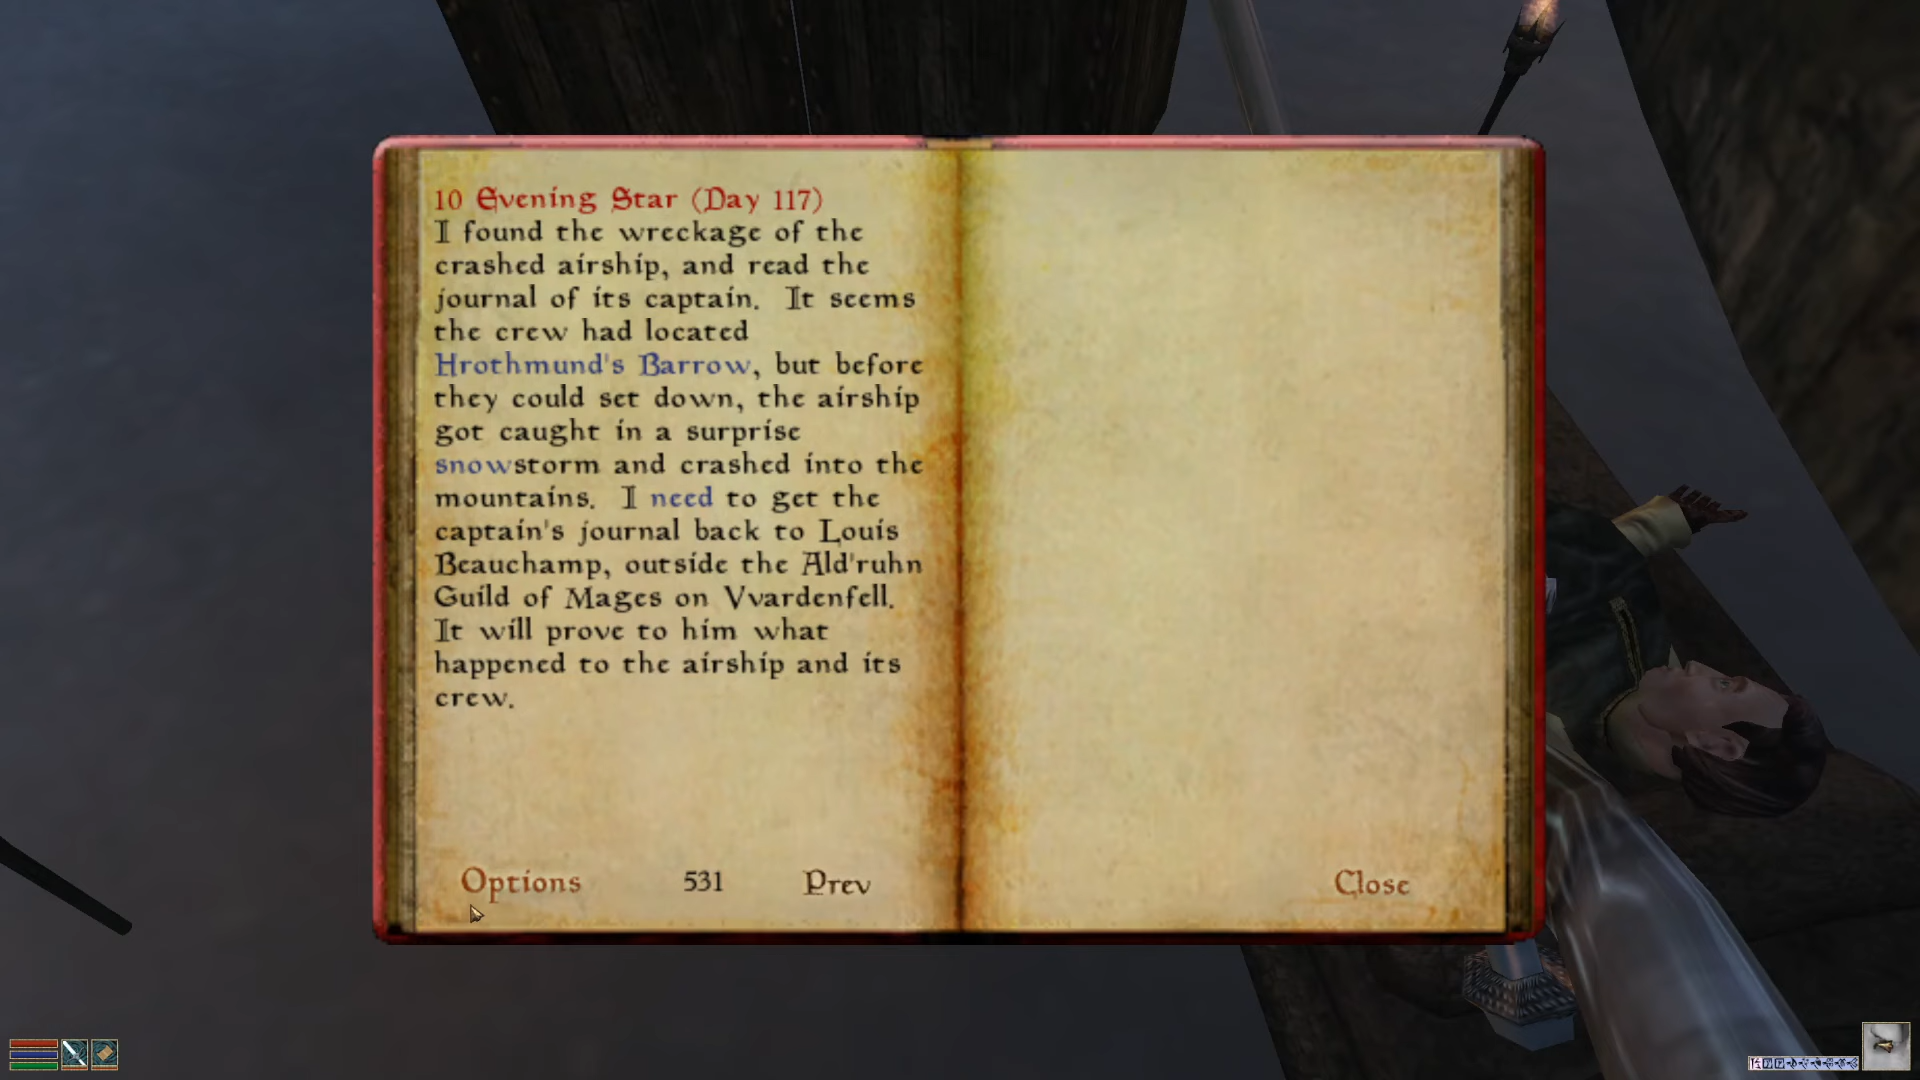 10 Evening Star (Day 117)
I found the wreckage of the
crashed airship, and read the
journal of its captain.  It seems
the crew had located
Hrothmund's Barrow, but before
they could set down, the airship
got caught in a surprise
snowstorm and crashed into the
mountains.  I need to get the
captain's journal back to Louis
Beauchamp, outside the Ald'ruhn
Guild of Mages on Vvardenfell.
It will prove to him what
happened to the airship and its
crew.
Options 531 Prev Close